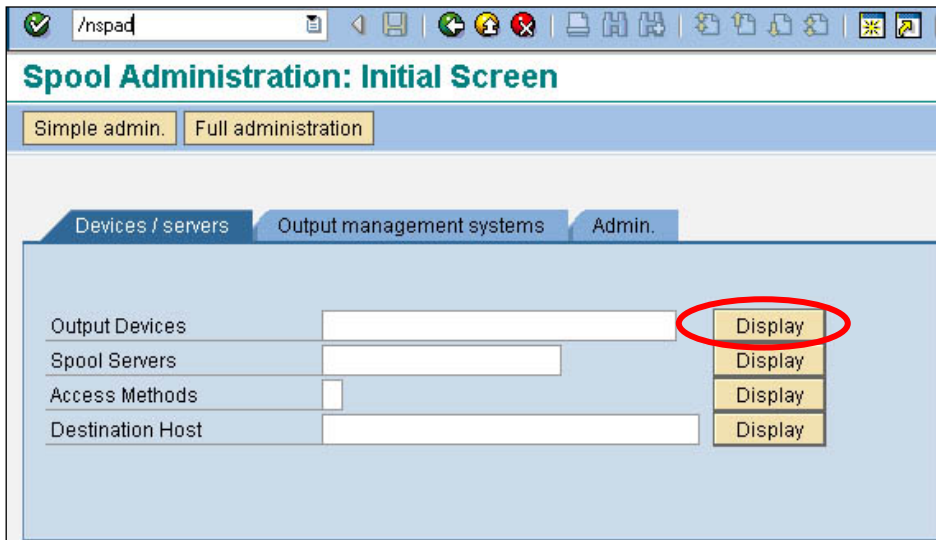 /nspad
Spool Administration: Initial Screen
Simple admin. Full administration
Devices / servers Output management systems Admin.
Output Devices Display
Spool Servers Display
Access Methods Display
Destination Host Display